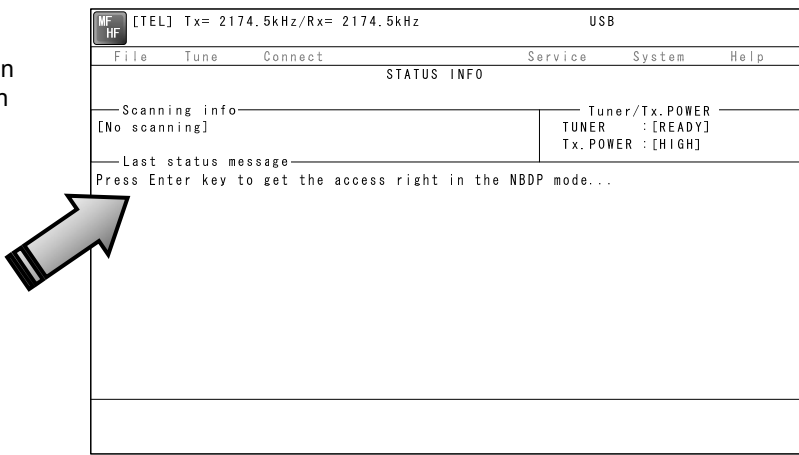 MF
HF
[TEL] Tx= 2174.5kHz/Rx= 2174.5kHz USB
File Tune Connect Service System Help
STATUS INFO
Scanning info Tuner/Tx.POWER
[No scanning] TUNER :[READY]
Tx.POWER :[HIGH]
Last status message
Press Enter key to get the access right in the NBDP mode...